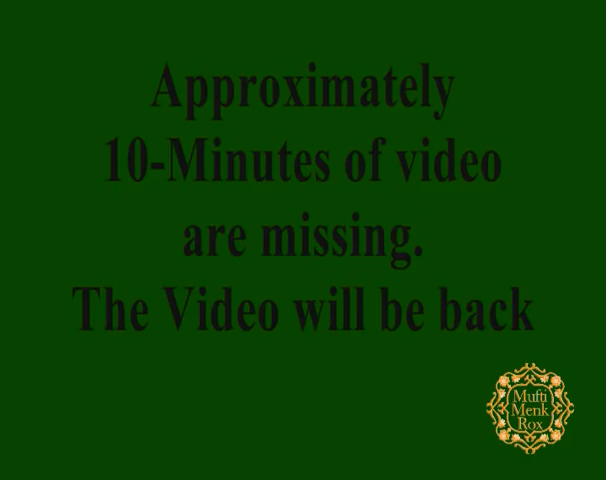 Approximately
10-Minutes of video
are missing.
The Video will be back
Mufti
Menk
Rox